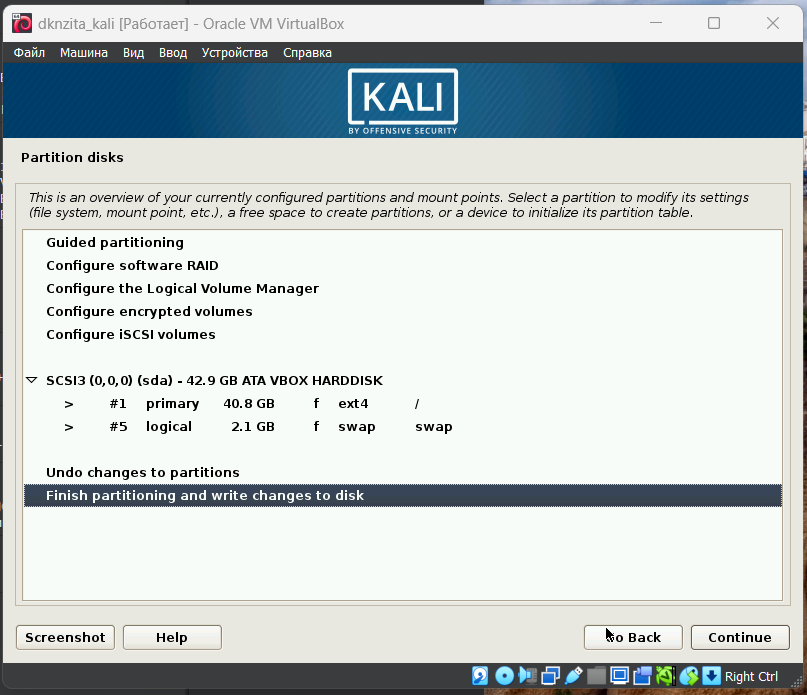 dknzita_kali [Работает] - Oracle VM VirtualBox
Файл Машина Вид Ввод Устройства Справка
KALI
BY OFFENSIVE SECURITY
Partition disks
This is an overview of your currently configured partitions and mount points. Select a partition to modify its settings
(file system, mount point, etc.), a free space to create partitions, or a device to initialize its partition table.
Guided partitioning
Configure software RAID
Configure the Logical Volume Manager
Configure encrypted volumes
Configure iSCSI volumes
SCSI3 (0,0,0) (sda) - 42.9 GB ATA VBOX HARDDISK
> #1 primary 40.8 GB f ext4 /
> #5 logical 2.1 GB f swap swap
Undo changes to partitions
Finish partitioning and write changes to disk
Screenshot Help Go Back Continue
Right Ctrl